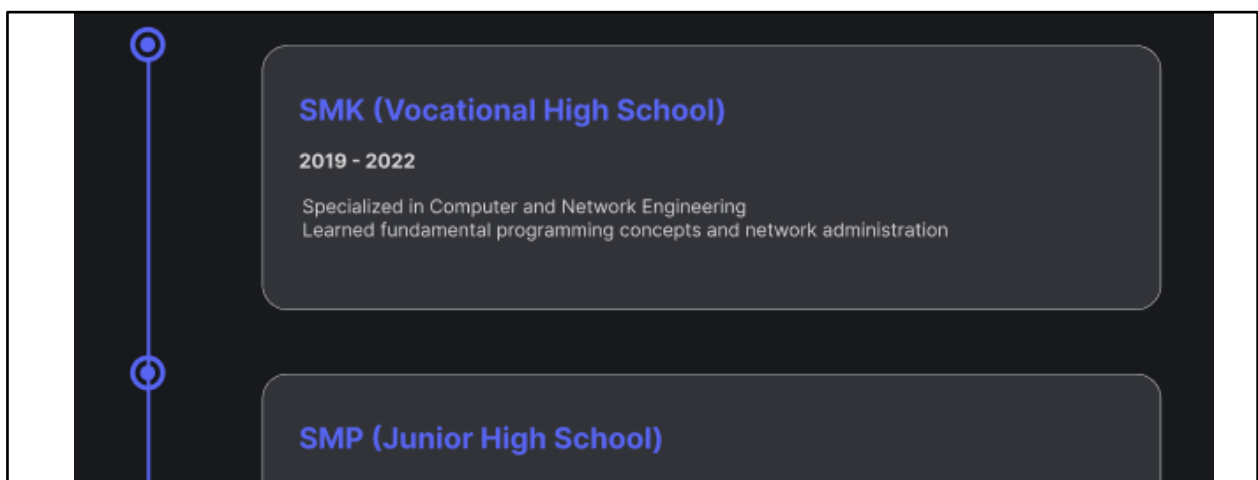 SMK (Vocational High School)
2019 - 2022
Specialized in Computer and Network Engineering
Learned fundamental programming concepts and network administration
SMP (Junior High School)